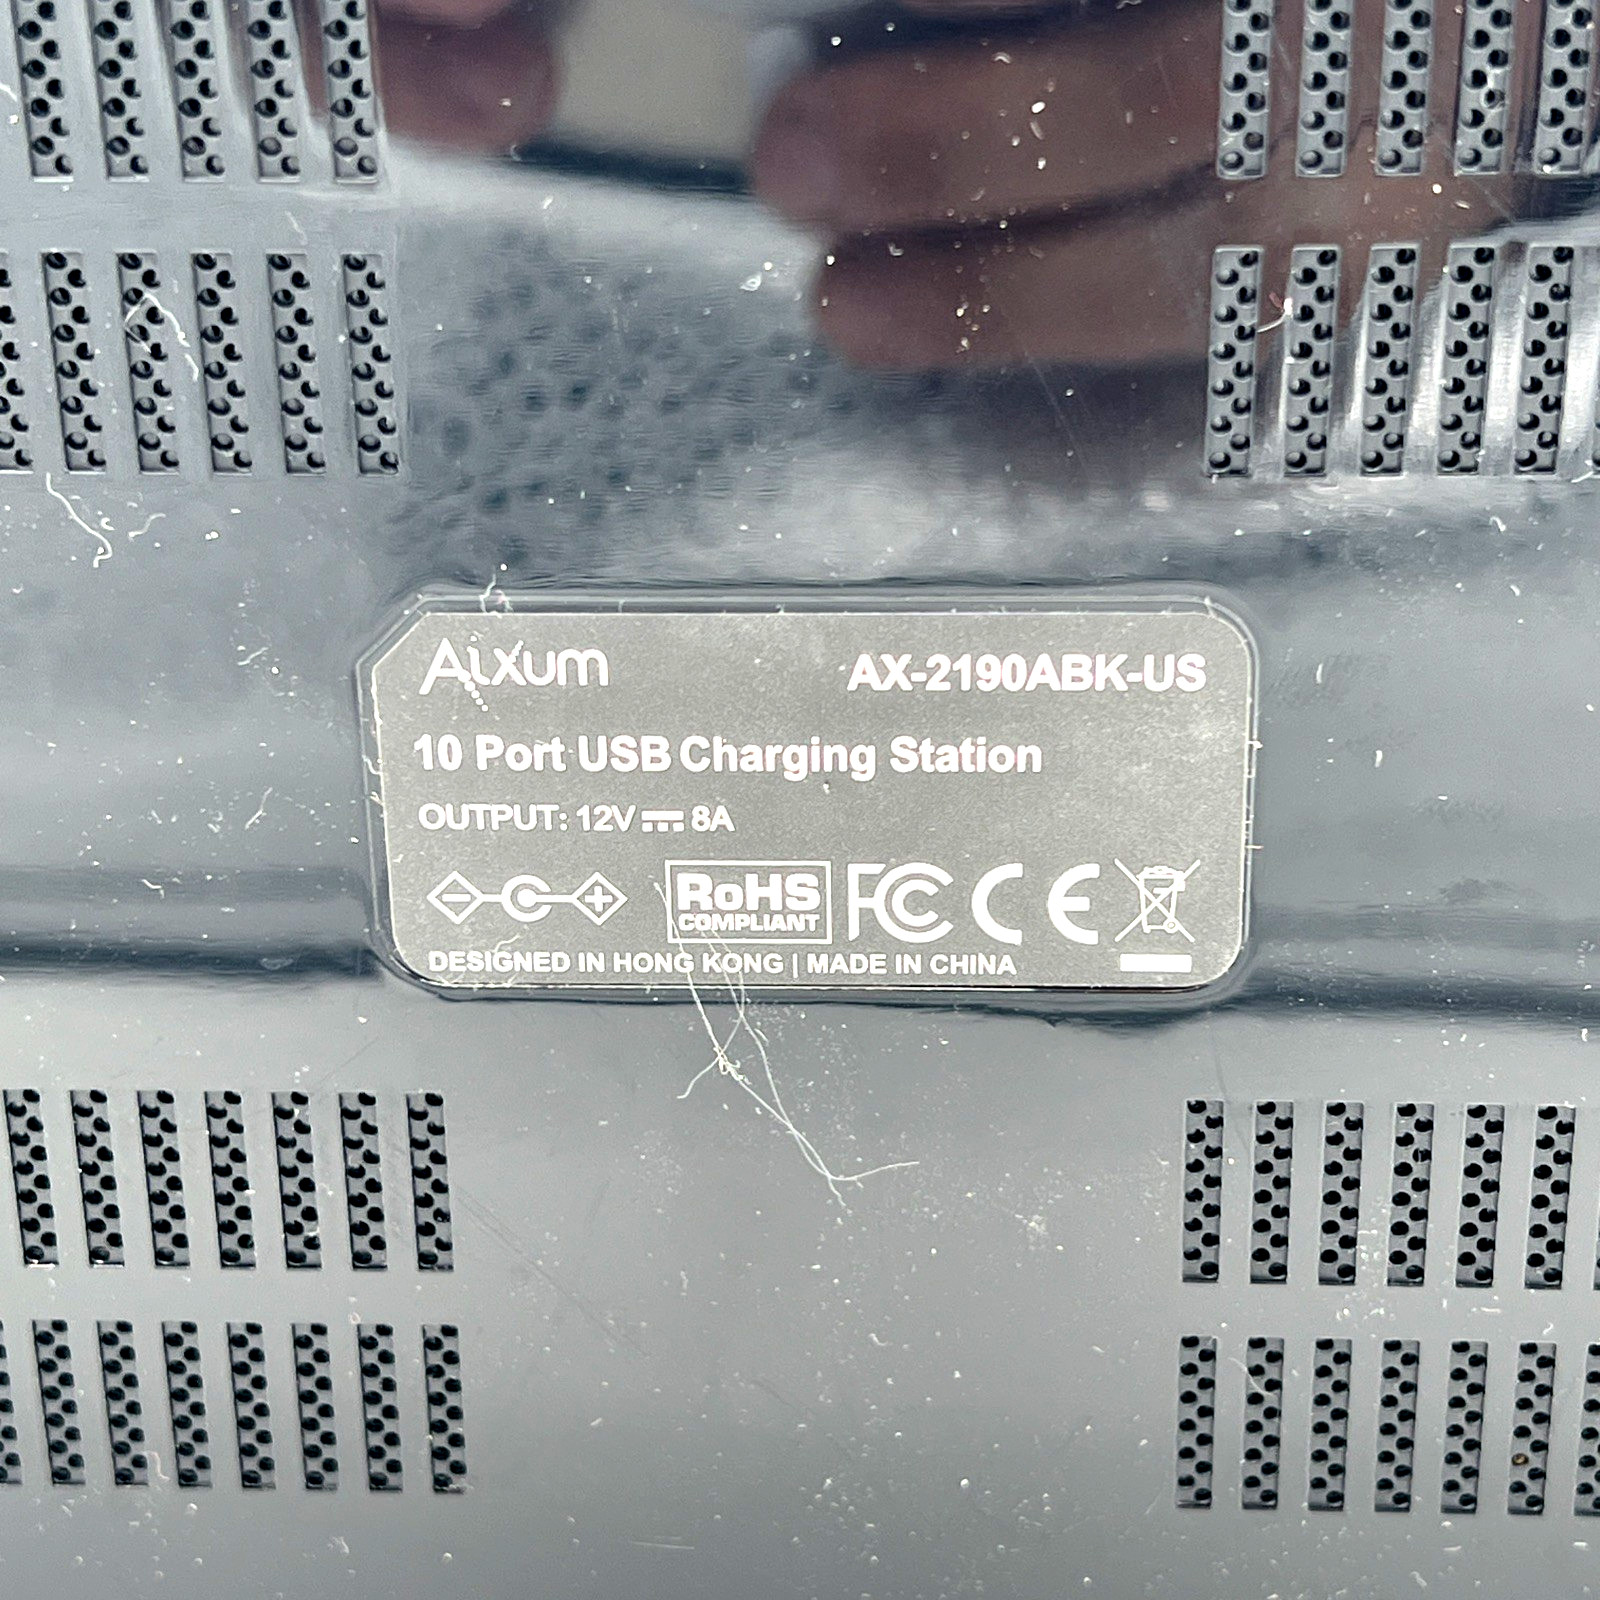 AiXUM AX-2190ABK-US
10 Port USB Charging Station
OUTPUT: 12V⎓8A
RoHS
COMPLIANT
FC CE
DESIGNED IN HONG KONG | MADE IN CHINA